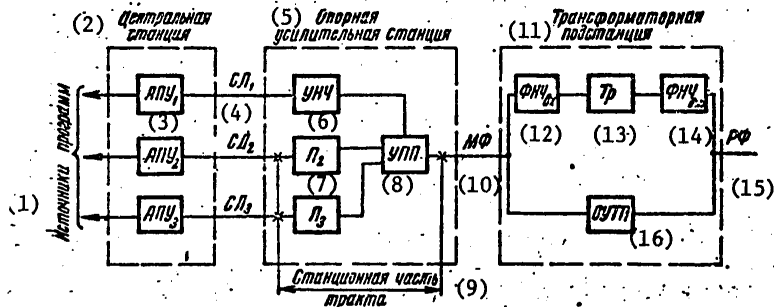 (2) Центральная
станция
(5) Опорная
усилительная станция
Трансформаторная
(11) подстанция
Источники программ
(1)
АПУ1
(3)
АПУ2
АПУ3
СЛ1
(4)
СЛ2
СЛ3
УНЧ
(6)
П2
(7)
П3
УПП
(8)
МФ
(10)
ФНЧ
(12)
Тр
(13)
ФНЧ
(14)
РФ
(15)
ОУТП
(16)
Станционная часть
тракта
(9)